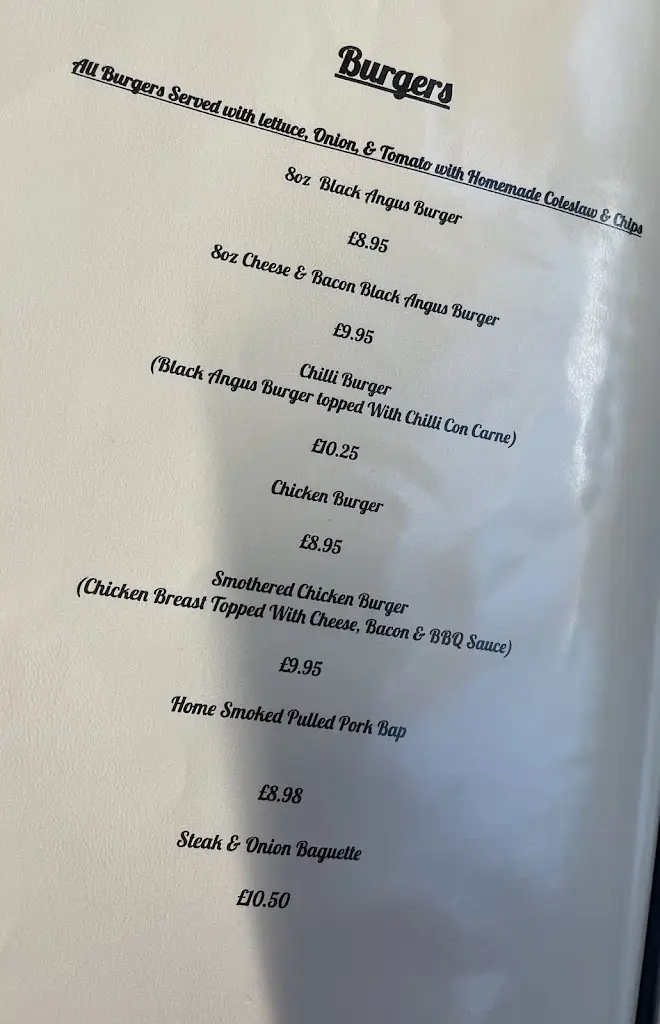 Burgers
All Burgers Served with lettuce, Onion, & Tomato with Homemade Coleslaw & Chips
8oz Black Angus Burger
£8.95
8oz Cheese & Bacon Black Angus Burger
£9.95
Chilli Burger
(Black Angus Burger topped With Chilli Con Carne)
£10.25
Chicken Burger
£8.95
Smothered Chicken Burger
(Chicken Breast Topped With Cheese, Bacon & BBQ Sauce)
£9.95
Home Smoked Pulled Pork Bap
£8.98
Steak & Onion Baguette
£10.50